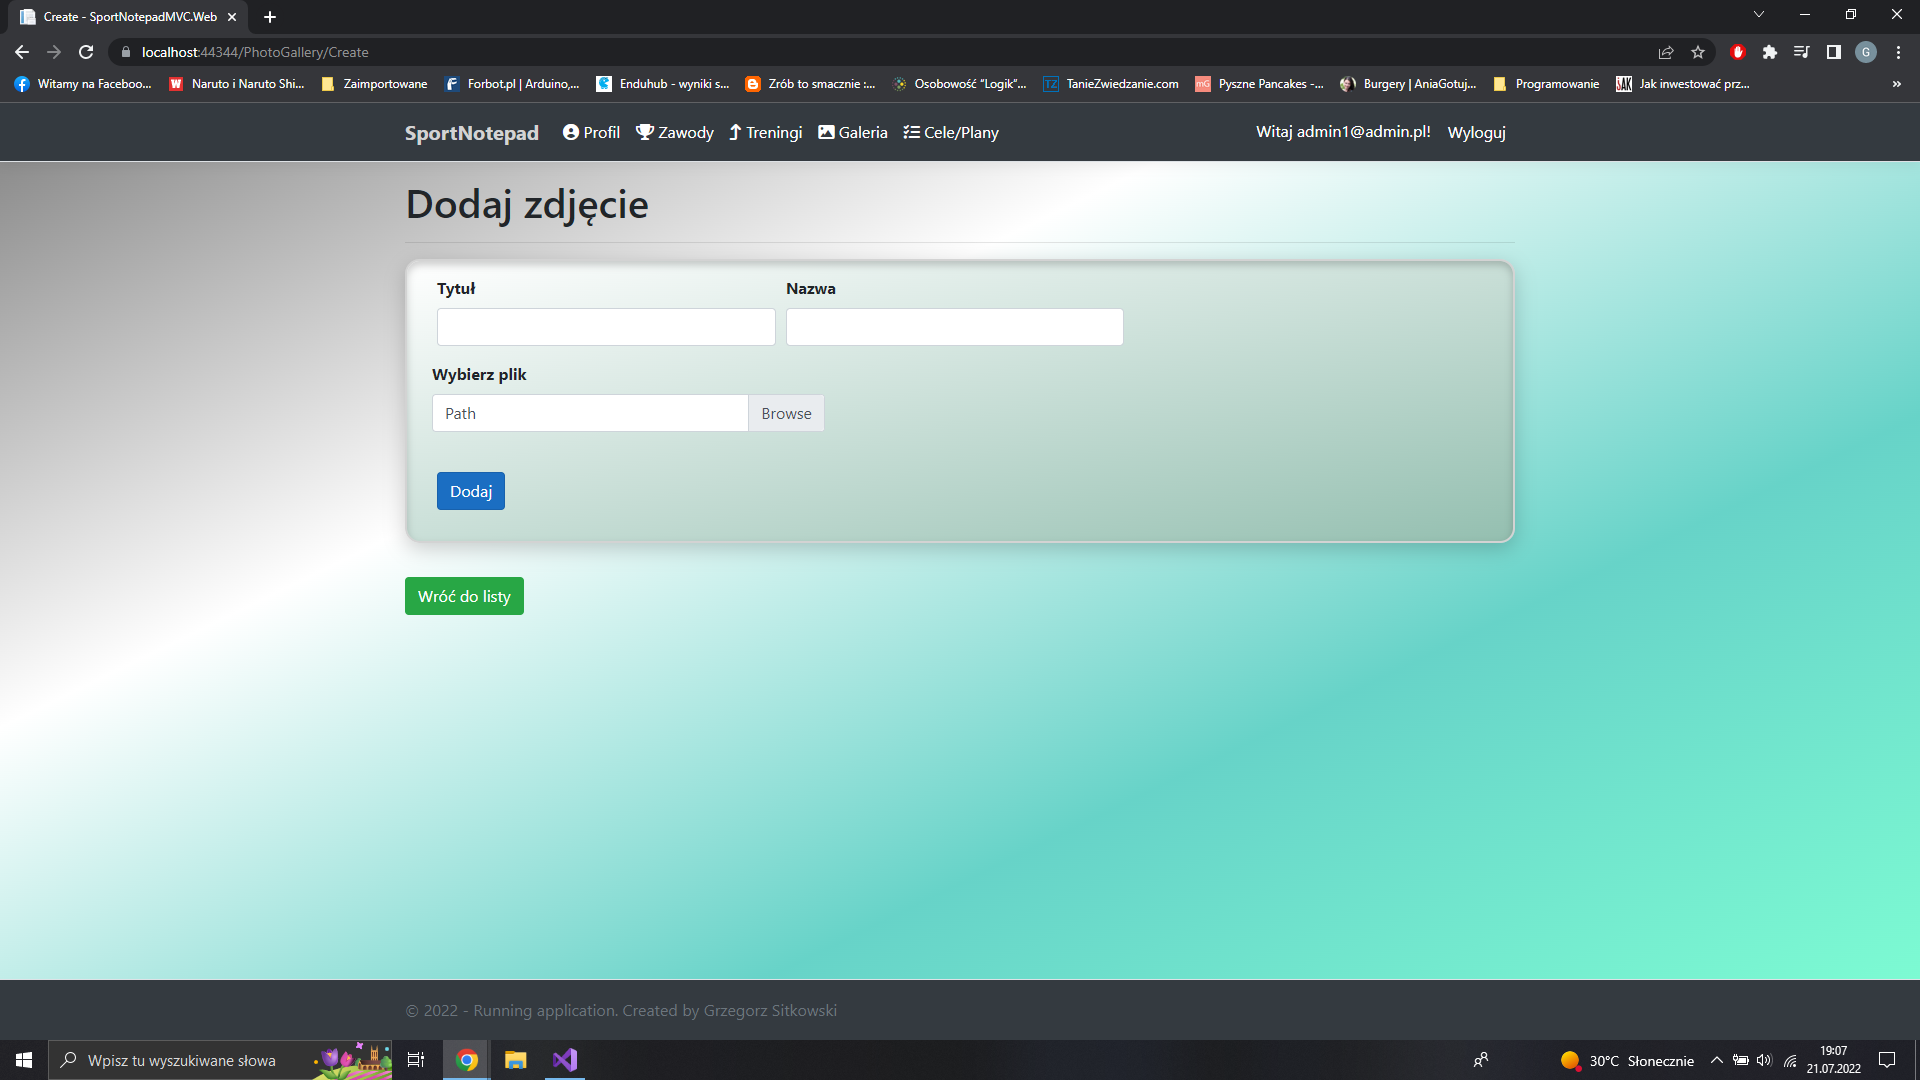 Create - SportNotepadMVC.Web
localhost:44344/PhotoGallery/Create
G
Witamy na Faceboo... Naruto i Naruto Shi... Zaimportowane Forbot.pl | Arduino,... Enduhub - wyniki s... Zrób to smacznie :... Osobowość “Logik”... TanieZwiedzanie.com Pyszne Pancakes -... Burgery | AniaGotuj,... Programowanie Jak inwestować prz... »
SportNotepad Profil Zawody Treningi Galeria Cele/Plany Witaj admin1@admin.pl! Wyloguj
Dodaj zdjęcie
Tytuł Nazwa
Wybierz plik
Path Browse
Dodaj
Wróć do listy
© 2022 - Running application. Created by Grzegorz Sitkowski
Wpisz tu wyszukiwane słowa
30°C Słonecznie
19:07
21.07.2022